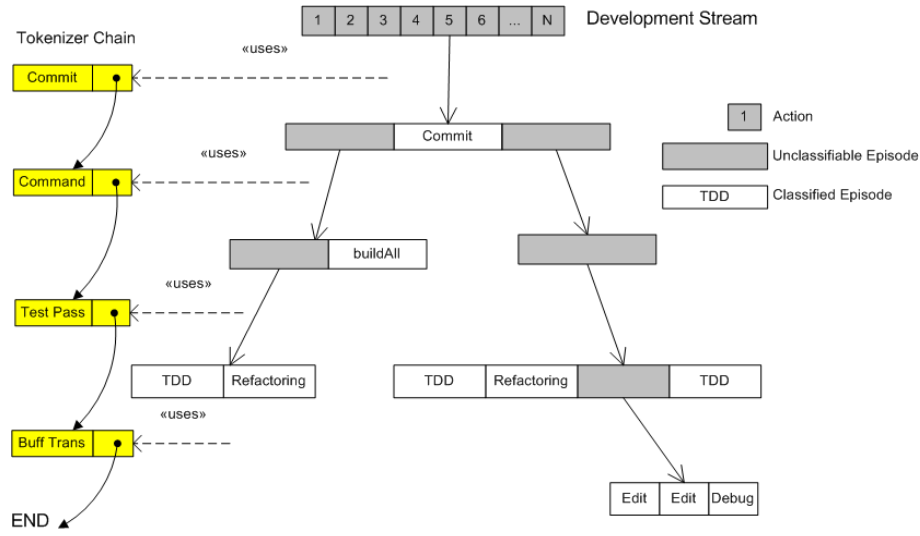 1 2 3 4 5 6 ... N
Development Stream
Tokenizer Chain
«uses»
Commit
1 Action
Commit
«uses»
Unclassifiable Episode
Command
TDD Classified Episode
buildAll
«uses»
Test Pass
TDD Refactoring
TDD Refactoring TDD
«uses»
Buff Trans
Edit Edit Debug
END